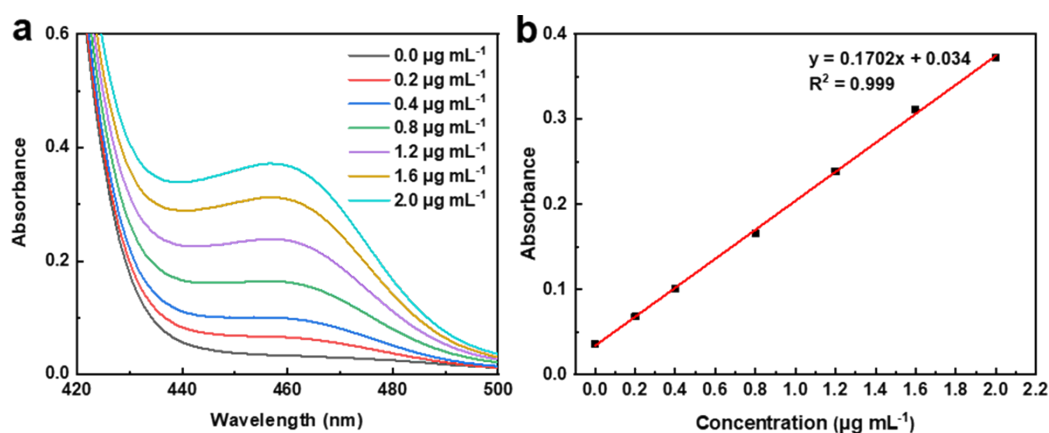 a
0.6
0.4
0.2
0.0
Absorbance
420
440
460
480
500
Wavelength (nm)
0.0 µg mL⁻¹
0.2 µg mL⁻¹
0.4 µg mL⁻¹
0.8 µg mL⁻¹
1.2 µg mL⁻¹
1.6 µg mL⁻¹
2.0 µg mL⁻¹
b
0.4
0.3
0.2
0.1
0.0
Absorbance
y = 0.1702x + 0.034
R² = 0.999
0.0 0.2 0.4 0.6 0.8 1.0 1.2 1.4 1.6 1.8 2.0 2.2
Concentration (µg mL⁻¹)